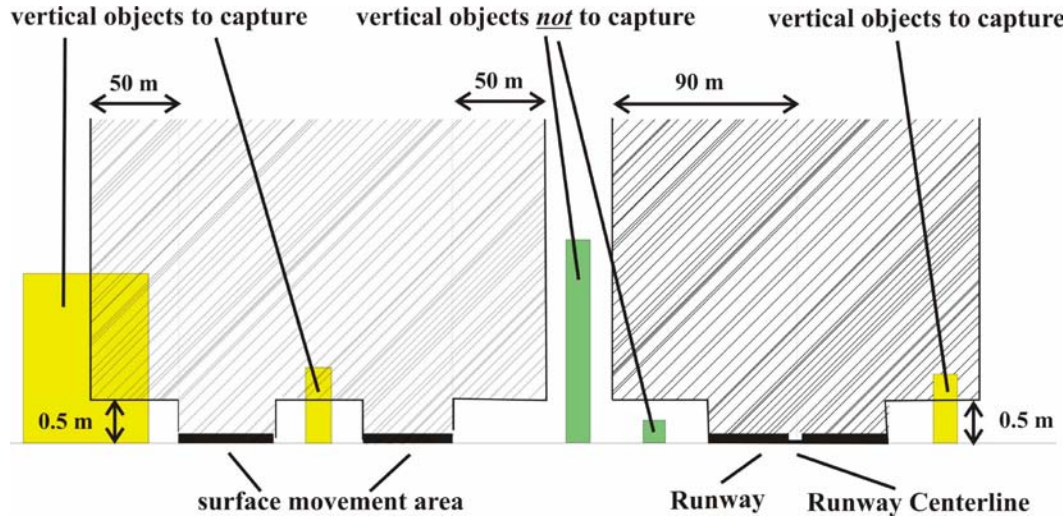 vertical objects to capture
vertical objects not to capture
vertical objects to capture
50 m
50 m
90 m
0.5 m
0.5 m
surface movement area
Runway
Runway Centerline